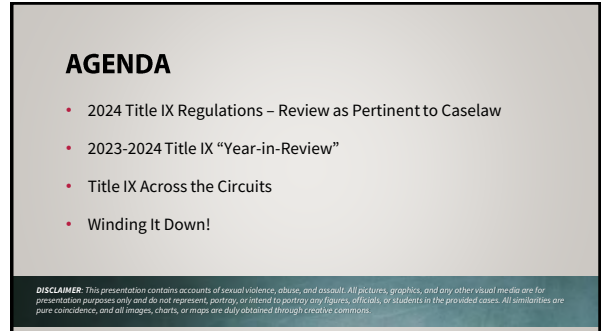 AGENDA
• 2024 Title IX Regulations – Review as Pertinent to Caselaw
• 2023-2024 Title IX “Year-in-Review”
• Title IX Across the Circuits
• Winding It Down!
DISCLAIMER: This presentation contains accounts of sexual violence, abuse, and assault. All pictures, graphics, and any other visual media are for
presentation purposes only and do not represent, portray, or intend to portray any figures, officials, or students in the provided cases. All similarities are
pure coincidence, and all images, charts, or maps are duly obtained through creative commons.